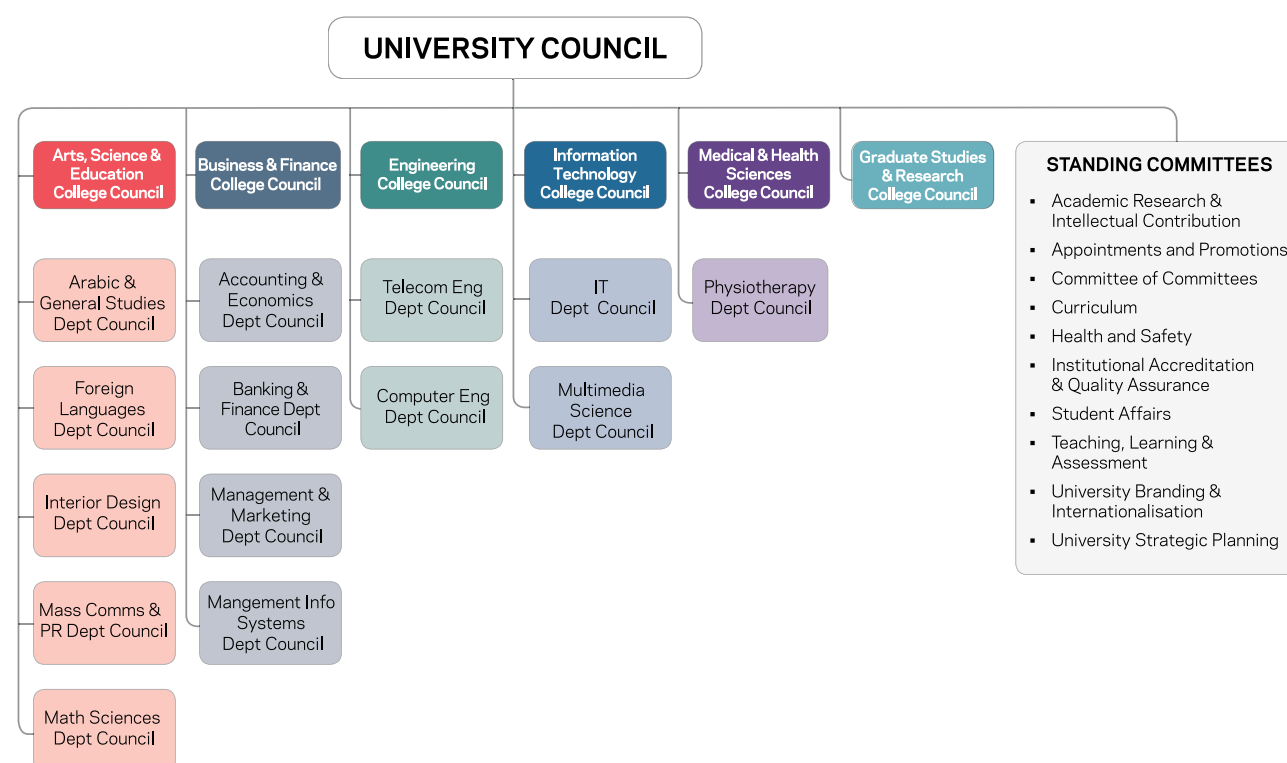 UNIVERSITY COUNCIL
Arts, Science &
Education
College Council
Business & Finance
College Council
Engineering
College Council
Information
Technology
College Council
Medical & Health
Sciences
College Council
Graduate Studies
& Research
College Council
Arabic &
General Studies
Dept Council
Foreign
Languages
Dept Council
Interior Design
Dept Council
Mass Comms &
PR Dept Council
Math Sciences
Dept Council
Accounting &
Economics
Dept Council
Banking &
Finance Dept
Council
Management &
Marketing
Dept Council
Mangement Info
Systems
Dept Council
Telecom Eng
Dept Council
Computer Eng
Dept Council
IT
Dept Council
Multimedia
Science
Dept Council
Physiotherapy
Dept Council
STANDING COMMITTEES
▪ Academic Research &
Intellectual Contribution
▪ Appointments and Promotions
▪ Committee of Committees
▪ Curriculum
▪ Health and Safety
▪ Institutional Accreditation
& Quality Assurance
▪ Student Affairs
▪ Teaching, Learning &
Assessment
▪ University Branding &
Internationalisation
▪ University Strategic Planning